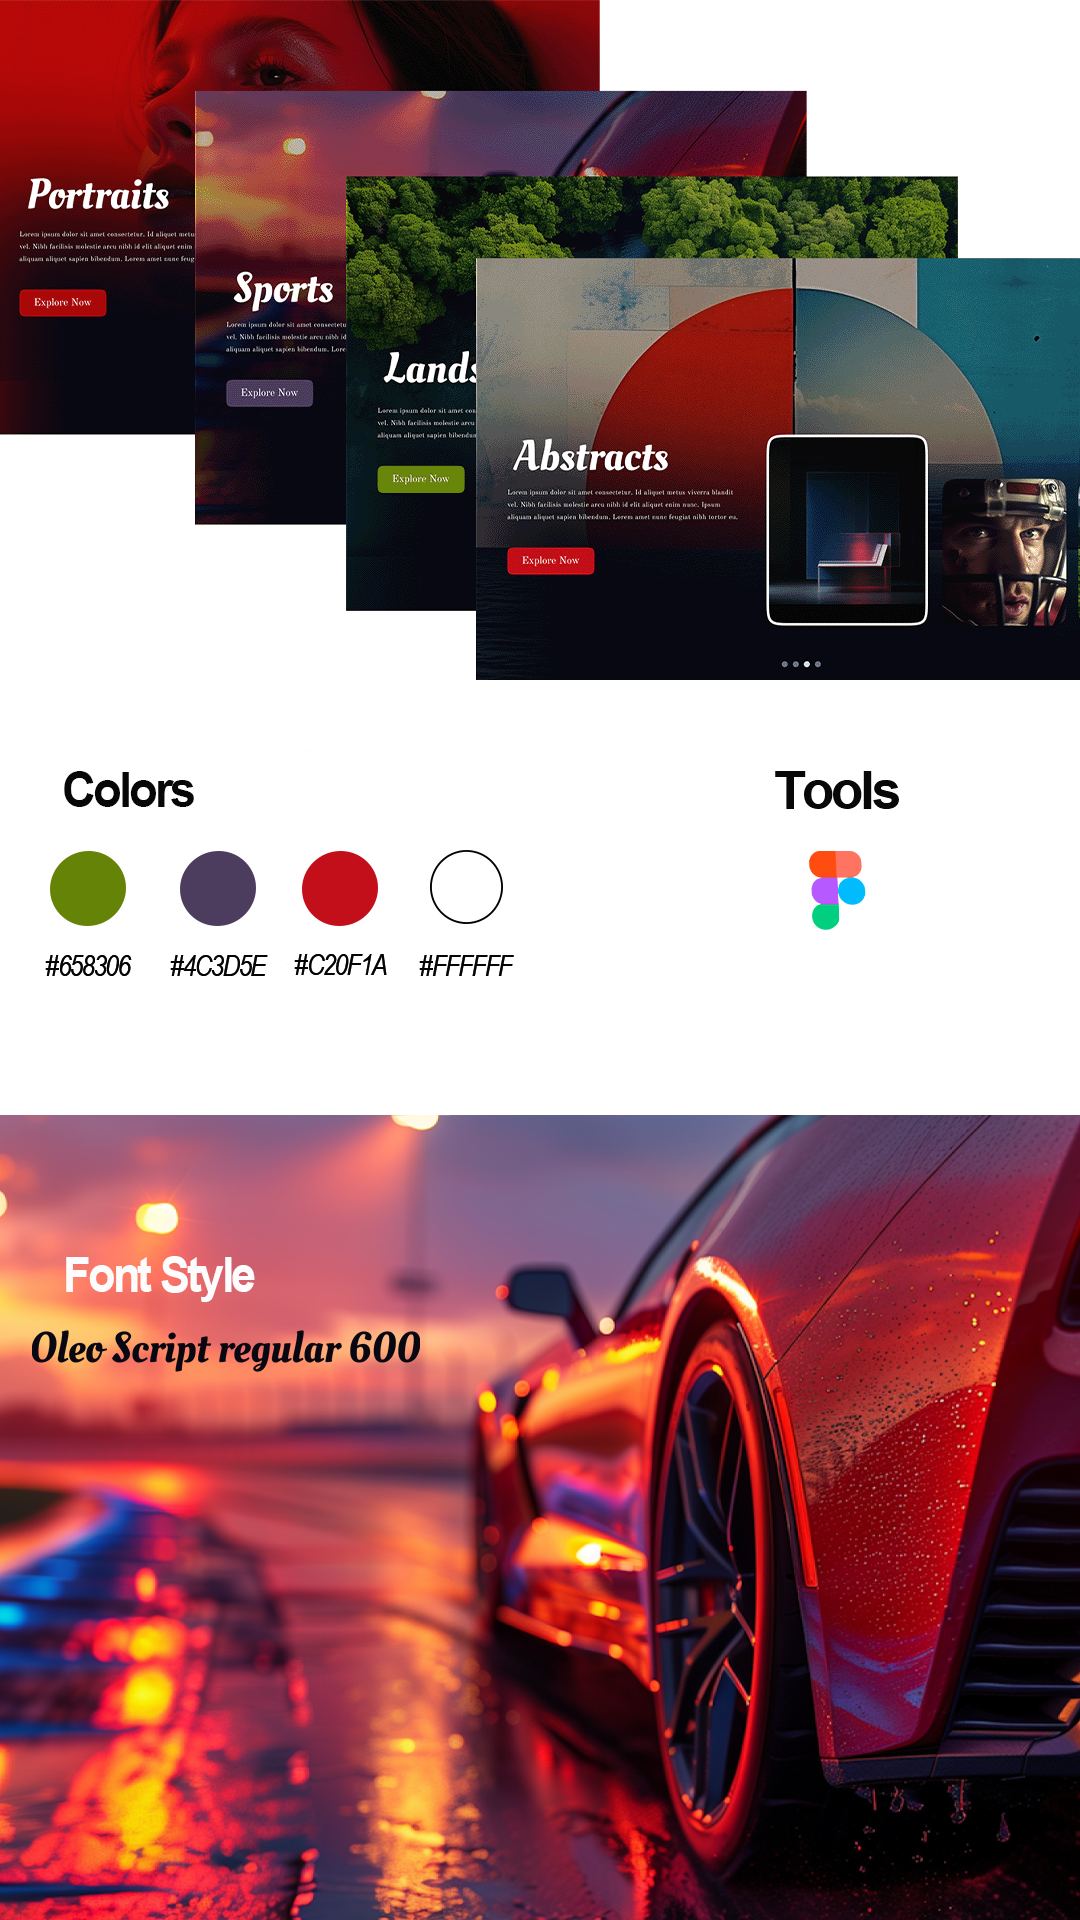 Portraits
Lorem ipsum dolor sit amet consectetur. Id aliquet metu
vel. Nibh facilisis molestie arcu nibh id elit aliquet enim
aliquam aliquet sapien bibendum. Lorem amet nunc feug
Explore Now
Sports
Lorem ipsum dolor sit amet consectetu
vel. Nibh facilisis molestie arcu nibh id
aliquam aliquet sapien bibendum. Lore
Explore Now
Lands
Lorem ipsum dolor sit amet con
vel. Nibh facilisis molestie arcu
aliquam aliquet sapien bibendun
Explore Now
Abstracts
Lorem ipsum dolor sit amet consectetur. Id aliquet metus viverra blandit
vel. Nibh facilisis molestie arcu nibh id elit aliquet enim nunc. Ipsum
aliquam aliquet sapien bibendum. Lorem amet nunc feugiat nibh tortor eu.
Explore Now
Colors
Tools
#658306 #4C3D5E #C20F1A #FFFFFF
Font Style
Oleo Script regular 600